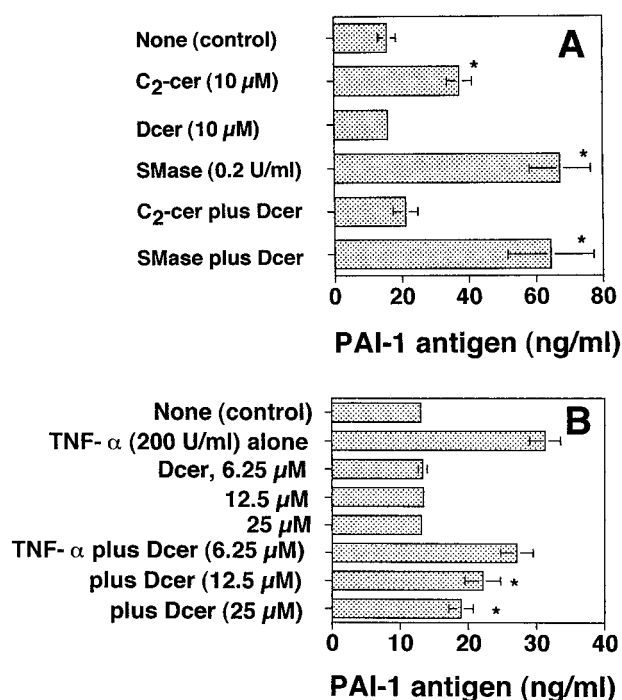 A
None (control)
C2-cer (10 µM)
*
Dcer (10 µM)
SMase (0.2 U/ml)
*
C2-cer plus Dcer
SMase plus Dcer
*
0 20 40 60 80
PAI-1 antigen (ng/ml)
B
None (control)
TNF- α (200 U/ml) alone
Dcer, 6.25 µM
12.5 µM
25 µM
TNF- α plus Dcer (6.25 µM)
plus Dcer (12.5 µM)
*
plus Dcer (25 µM)
*
0 10 20 30 40
PAI-1 antigen (ng/ml)